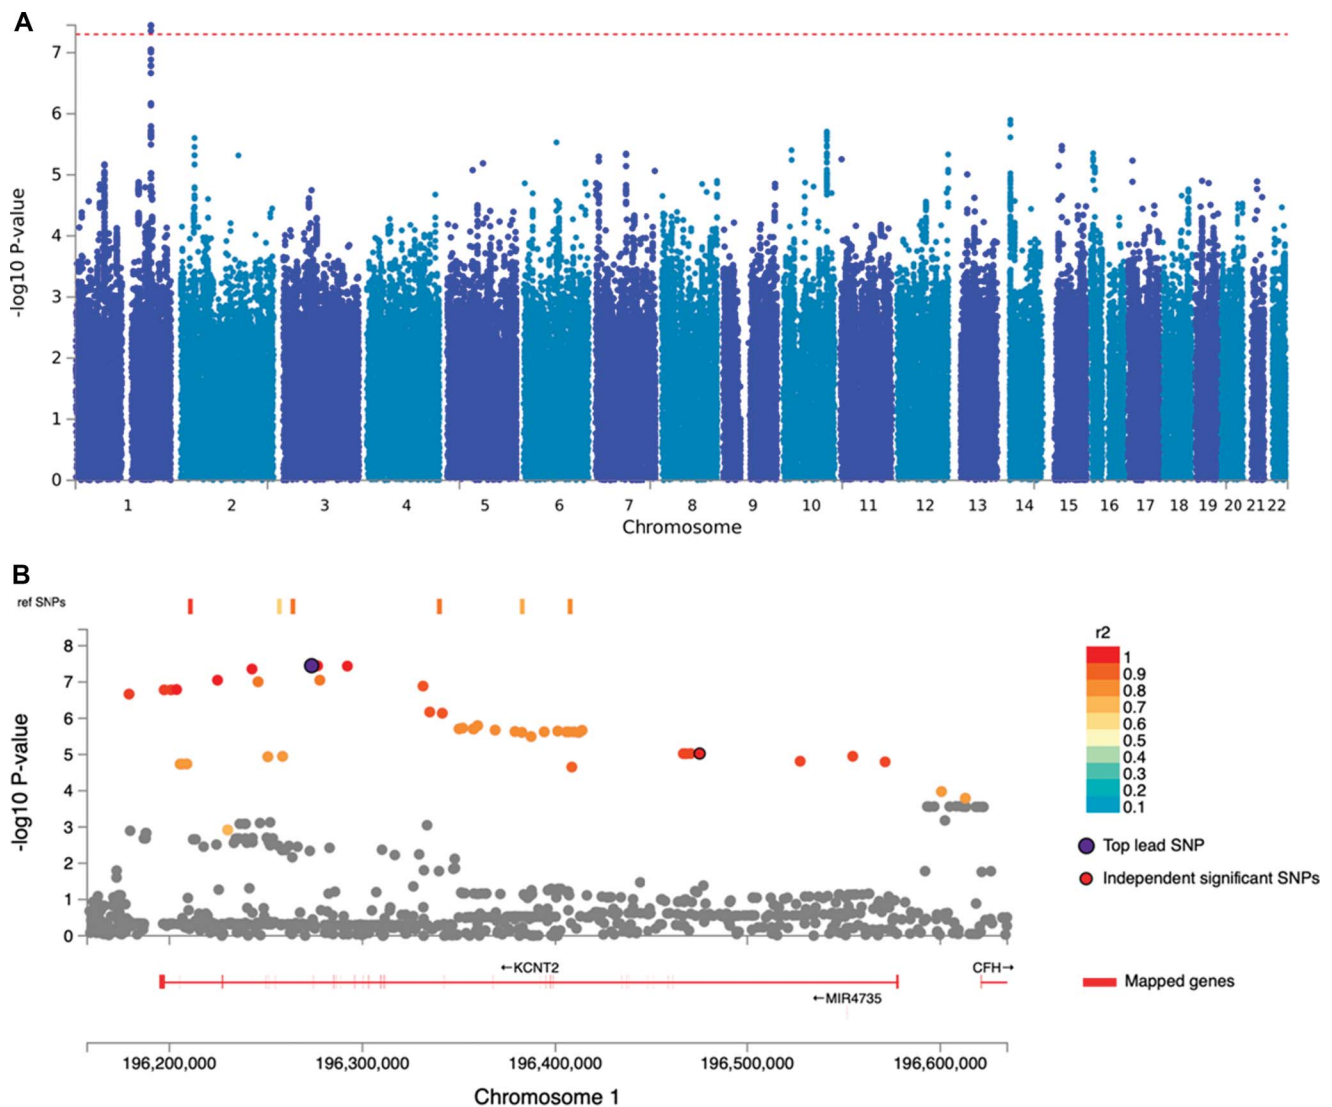 A
-log10 P-value
7
6
5
4
3
2
1
0
1 2 3 4 5 6 7 8 9 10 11 12 13 14 15 16 17 18 19 20 21 22
Chromosome
B
ref SNPs
-log10 P-value
8
7
6
5
4
3
2
1
0
r2
1
0.9
0.8
0.7
0.6
0.5
0.4
0.3
0.2
0.1
Top lead SNP
Independent significant SNPs
←KCNT2
CFH→
Mapped genes
←MIR4735
196,200,000 196,300,000 196,400,000 196,500,000 196,600,000
Chromosome 1